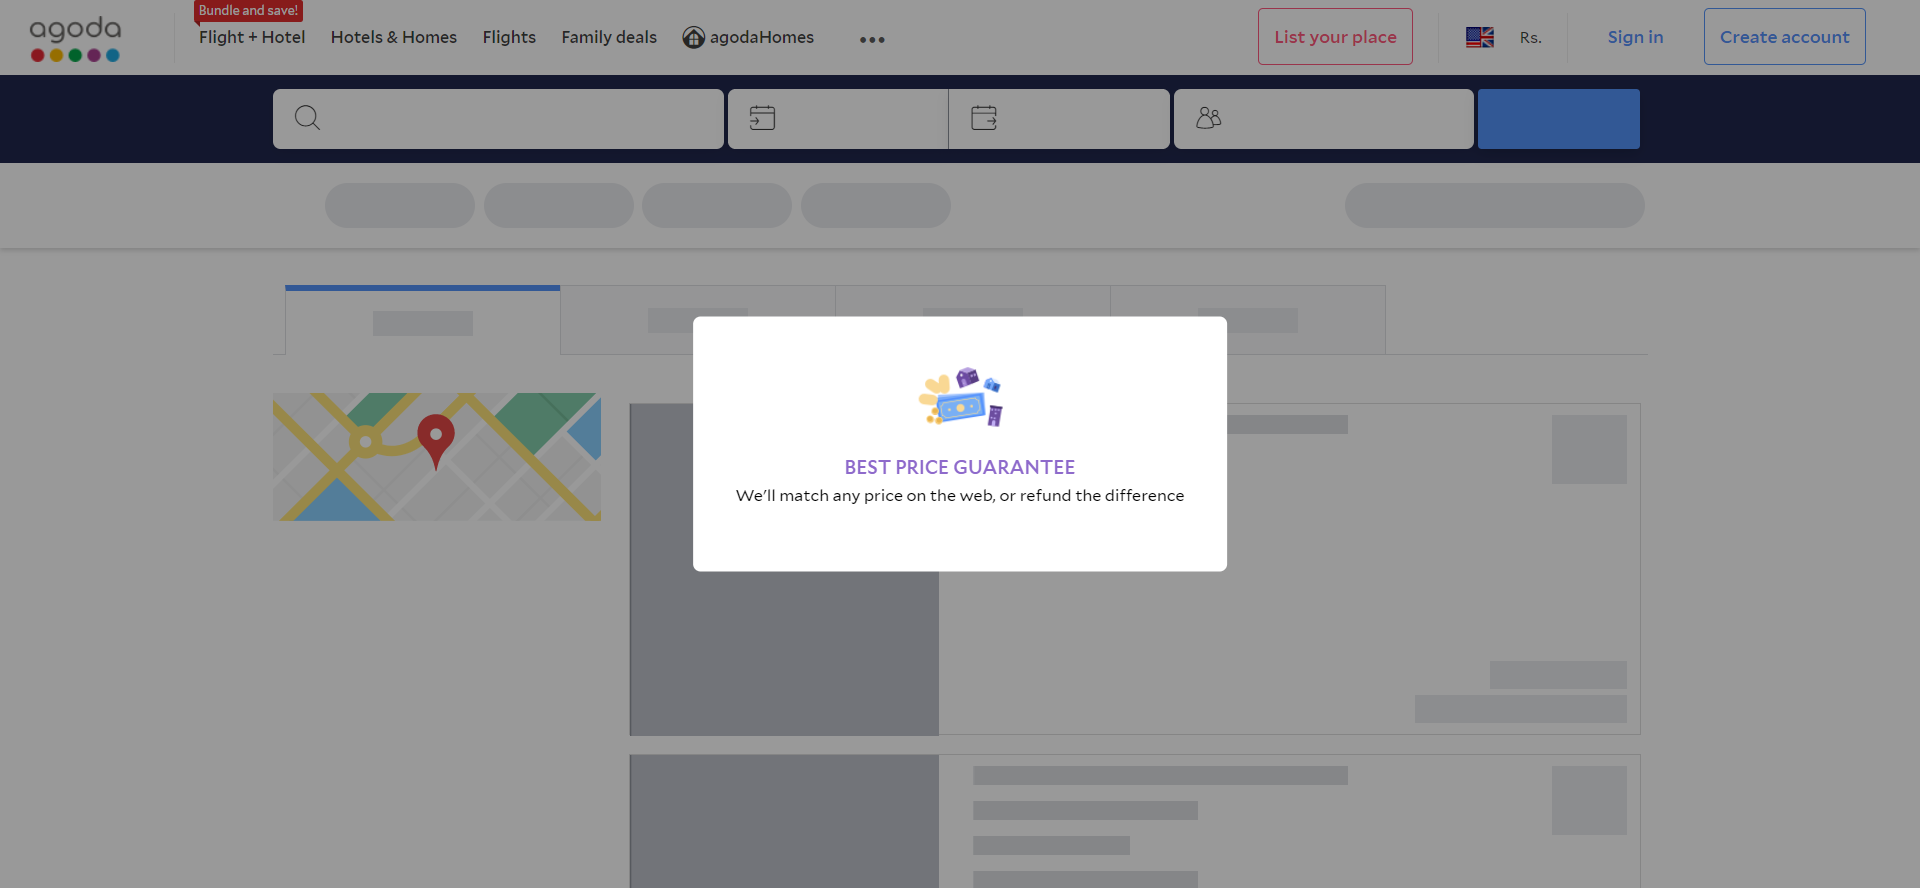 agoda
Bundle and save!
Flight + Hotel
Hotels & Homes
Flights
Family deals
agodaHomes
List your place
Rs.
Sign in
Create account
BEST PRICE GUARANTEE
We'll match any price on the web, or refund the difference